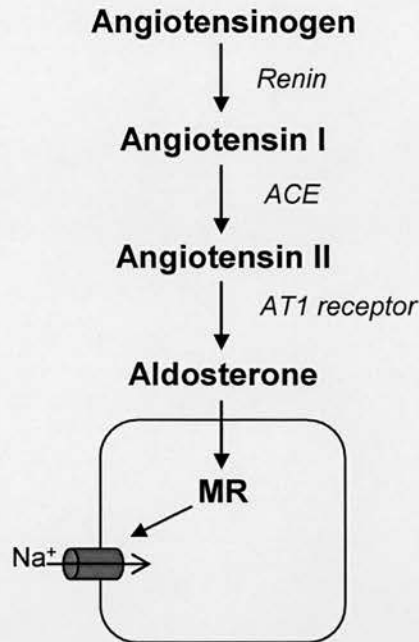 Angiotensinogen
Renin
Angiotensin I
ACE
Angiotensin II
AT1 receptor
Aldosterone
MR
Na⁺